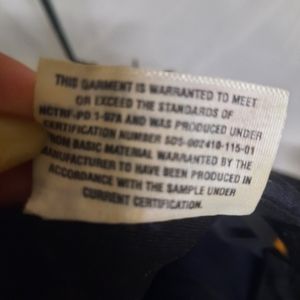 THIS GARMENT IS WARRANTED TO MEET
OR EXCEED THE STANDARDS OF
NCTRF-PD 1-97A AND WAS PRODUCED UNDER
CERTIFICATION NUMBER SDS-002410-115-01
NON BASIC MATERIAL WARRANTED BY THE
MANUFACTURER TO HAVE BEEN PRODUCED IN
ACCORDANCE WITH THE SAMPLE UNDER
CURRENT CERTIFICATION.